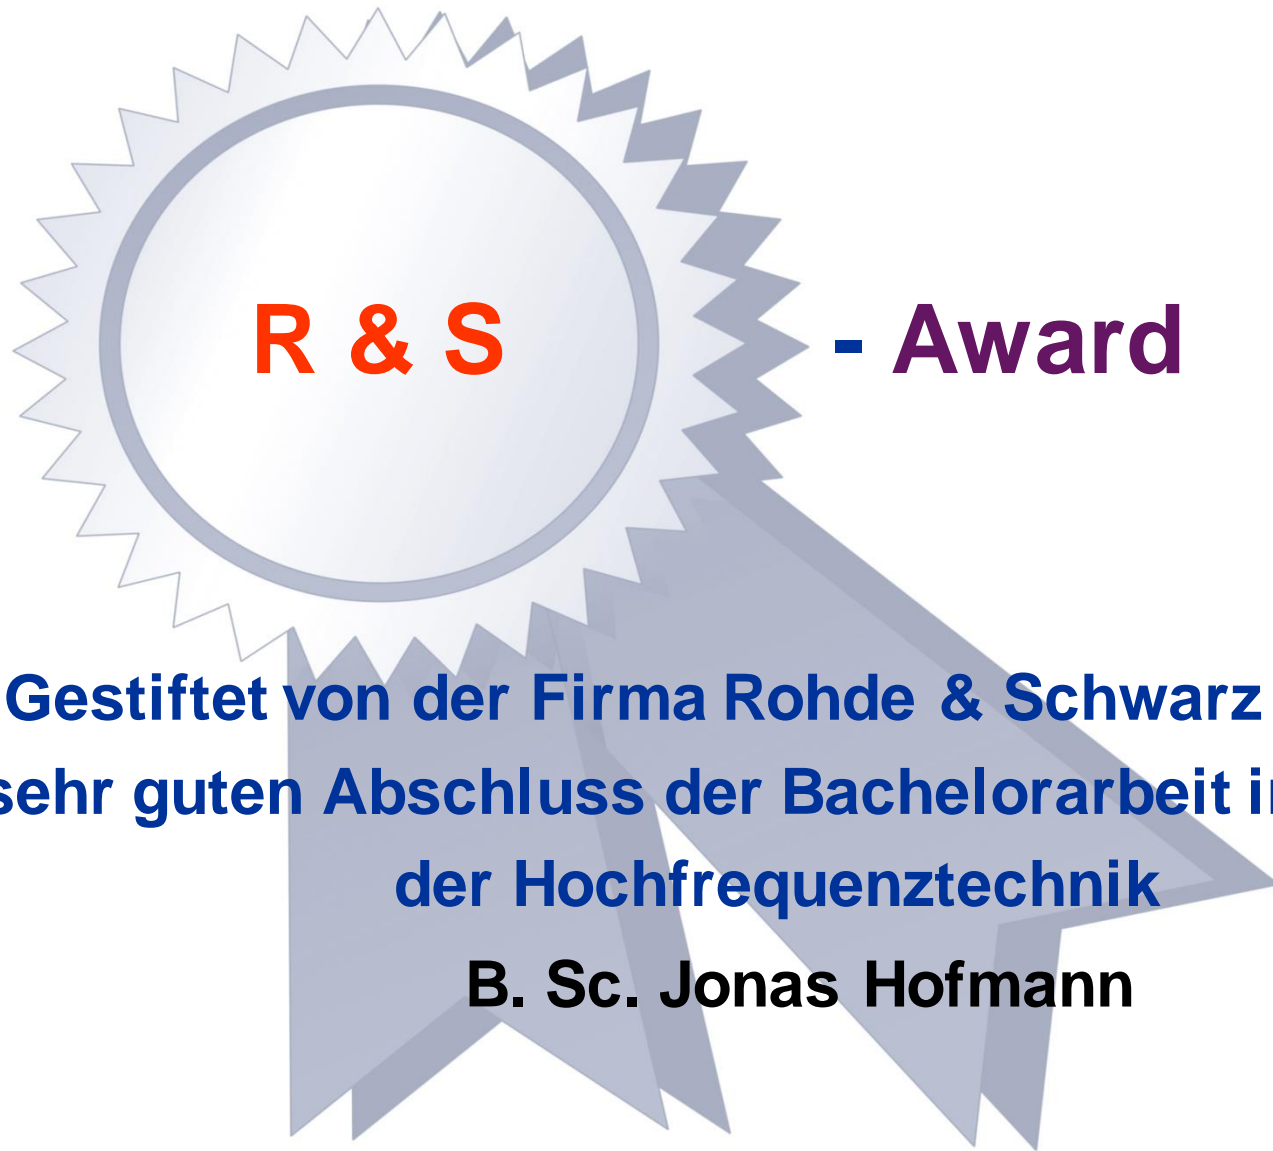 R & S - Award
Gestiftet von der Firma Rohde & Schwarz
sehr guten Abschluss der Bachelorarbeit
der Hochfrequenztechnik
B. Sc. Jonas Hofmann